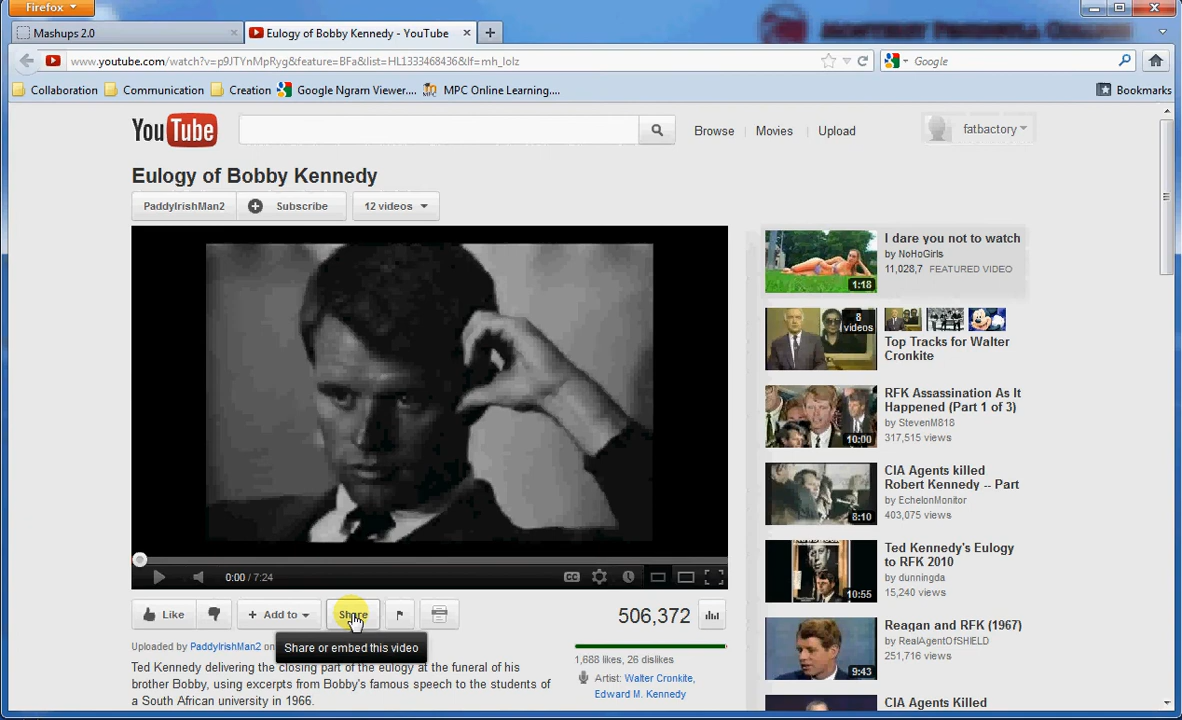 Firefox
Mashups 2.0
Eulogy of Bobby Kennedy - YouTube
www.youtube.com/watch?v=p9JTYnMpRyg&feature=BFa&list=HL1333468436&lf=mh_lolz
Google
Collaboration Communication Creation Google Ngram Viewer.... MPC Online Learning....
Bookmarks
YouTube
Browse Movies Upload
fatbactory
Eulogy of Bobby Kennedy
PaddyIrishMan2 Subscribe 12 videos
0:00 / 7:24
CC
Like Add to Share
506,372
Share or embed this video
Uploaded by PaddyIrishMan2 on
Ted Kennedy delivering the closing part of the eulogy at the funeral of his
brother Bobby, using excerpts from Bobby's famous speech to the students of
a South African university in 1966.
1,688 likes, 26 dislikes
Artist: Walter Cronkite,
Edward M. Kennedy
I dare you not to watch
by NoHoGirls
11,028,7 FEATURED VIDEO
1:18
8
videos
Top Tracks for Walter
Cronkite
RFK Assassination As It
Happened (Part 1 of 3)
by StevenM818
317,515 views
10:00
CIA Agents killed
Robert Kennedy -- Part
by EchelonMonitor
403,075 views
8:10
Ted Kennedy's Eulogy
to RFK 2010
by dunningda
15,240 views
10:55
Reagan and RFK (1967)
by RealAgentOfSHIELD
251,716 views
9:43
CIA Agents Killed